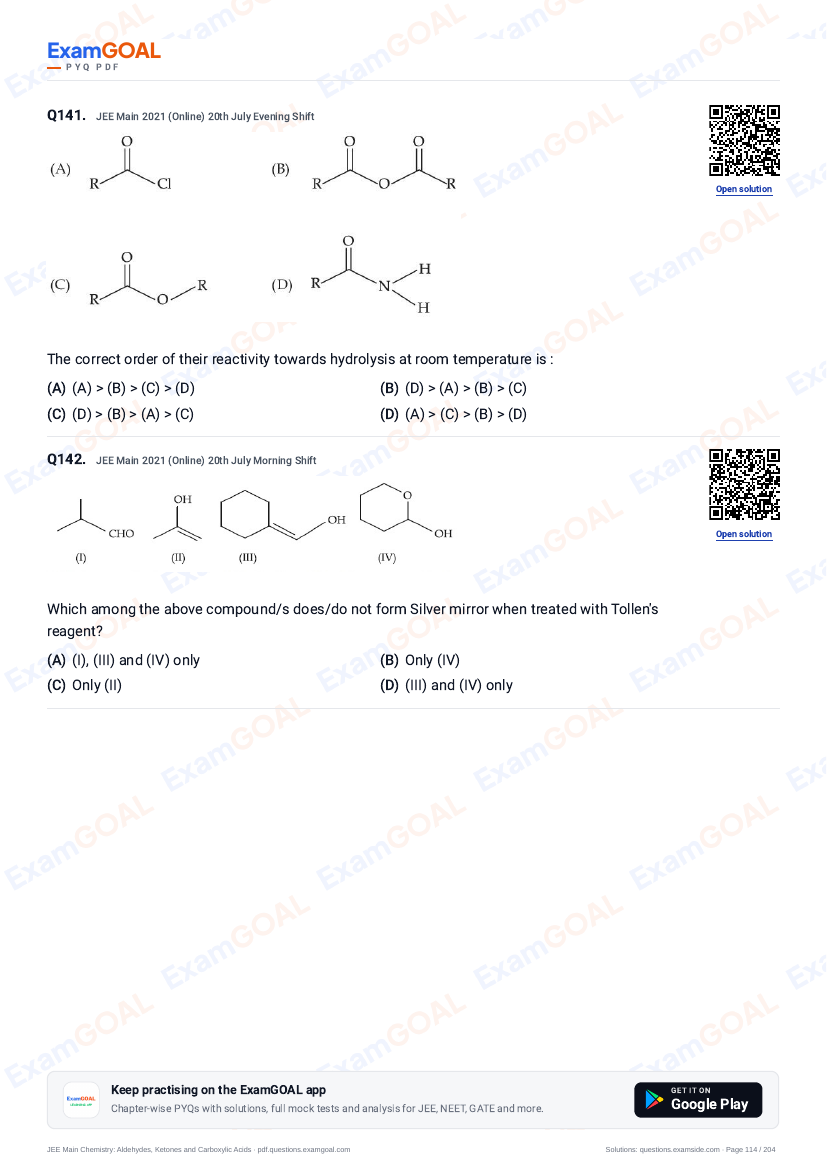 ExamGOAL
PYQ PDF
Q141. JEE Main 2021 (Online) 20th July Evening Shift
Open solution
(A) O R Cl (B) O O R O R
(C) O R O R (D) O R N H H
The correct order of their reactivity towards hydrolysis at room temperature is :
(A) (A) > (B) > (C) > (D) (B) (D) > (A) > (B) > (C)
(C) (D) > (B) > (A) > (C) (D) (A) > (C) > (B) > (D)
Q142. JEE Main 2021 (Online) 20th July Morning Shift
Open solution
CHO OH OH O OH
(I) (II) (III) (IV)
Which among the above compound/s does/do not form Silver mirror when treated with Tollen's
reagent?
(A) (I), (III) and (IV) only (B) Only (IV)
(C) Only (II) (D) (III) and (IV) only
Keep practising on the ExamGOAL app
Chapter-wise PYQs with solutions, full mock tests and analysis for JEE, NEET, GATE and more.
ExamGOAL
GET IT ON
Google Play
JEE Main Chemistry: Aldehydes, Ketones and Carboxylic Acids · pdf.questions.examgoal.com
Solutions: questions.examside.com · Page 114 / 204